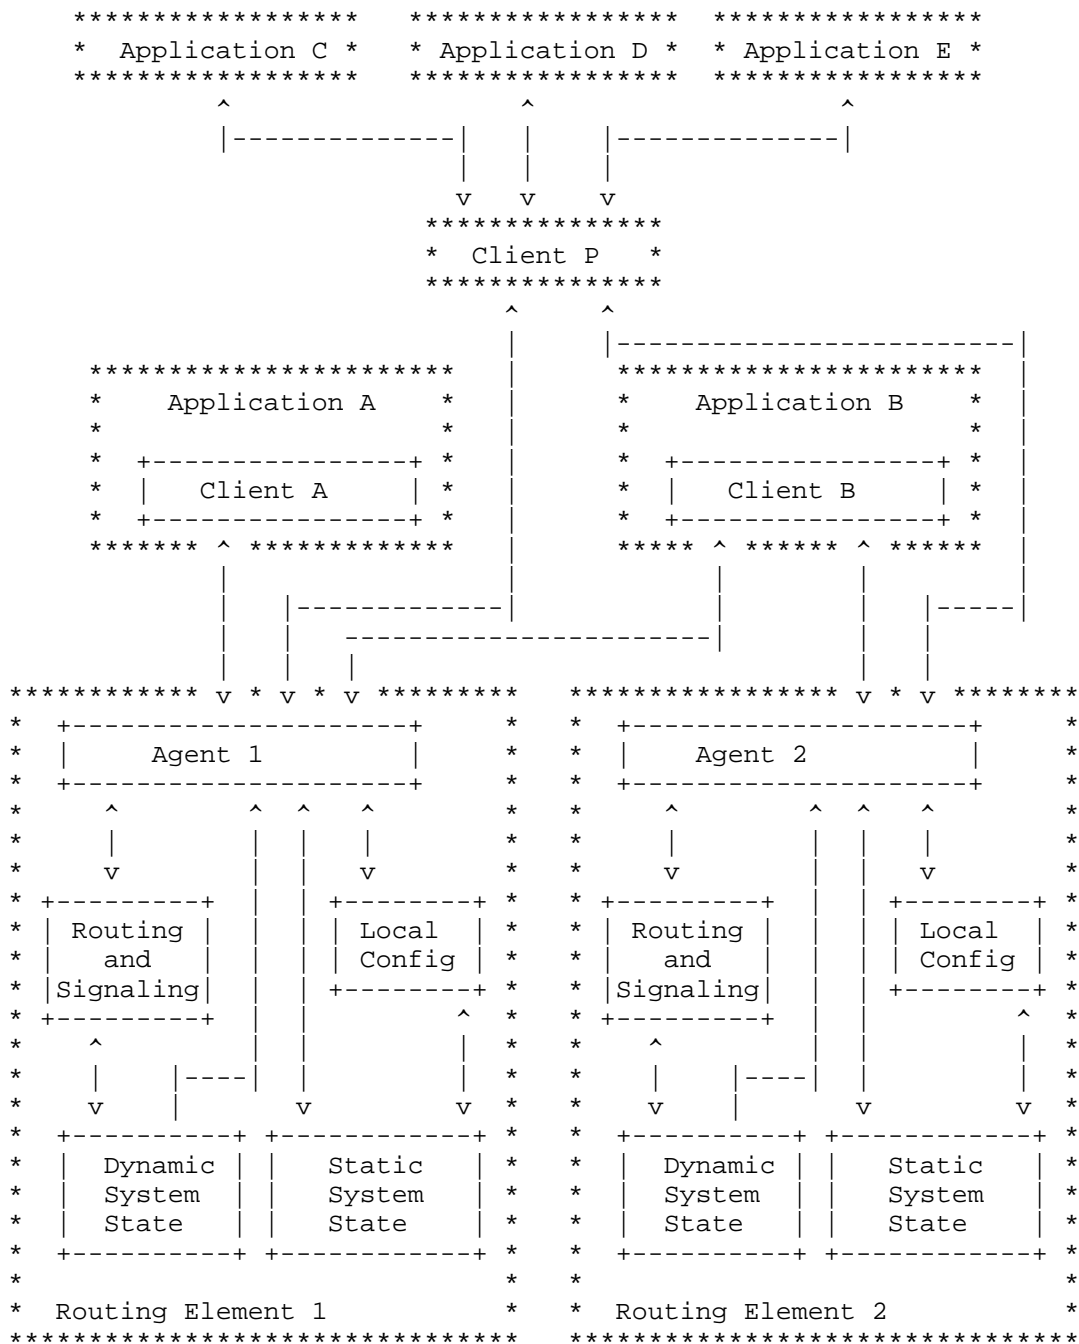 Application C Application D Application E
Client P
Application A Application B
Client A Client B
Agent 1 Agent 2
Routing Local Routing Local
and Config and Config
Signaling Signaling
Dynamic Static Dynamic Static
System System System System
State State State State
Routing Element 1 Routing Element 2